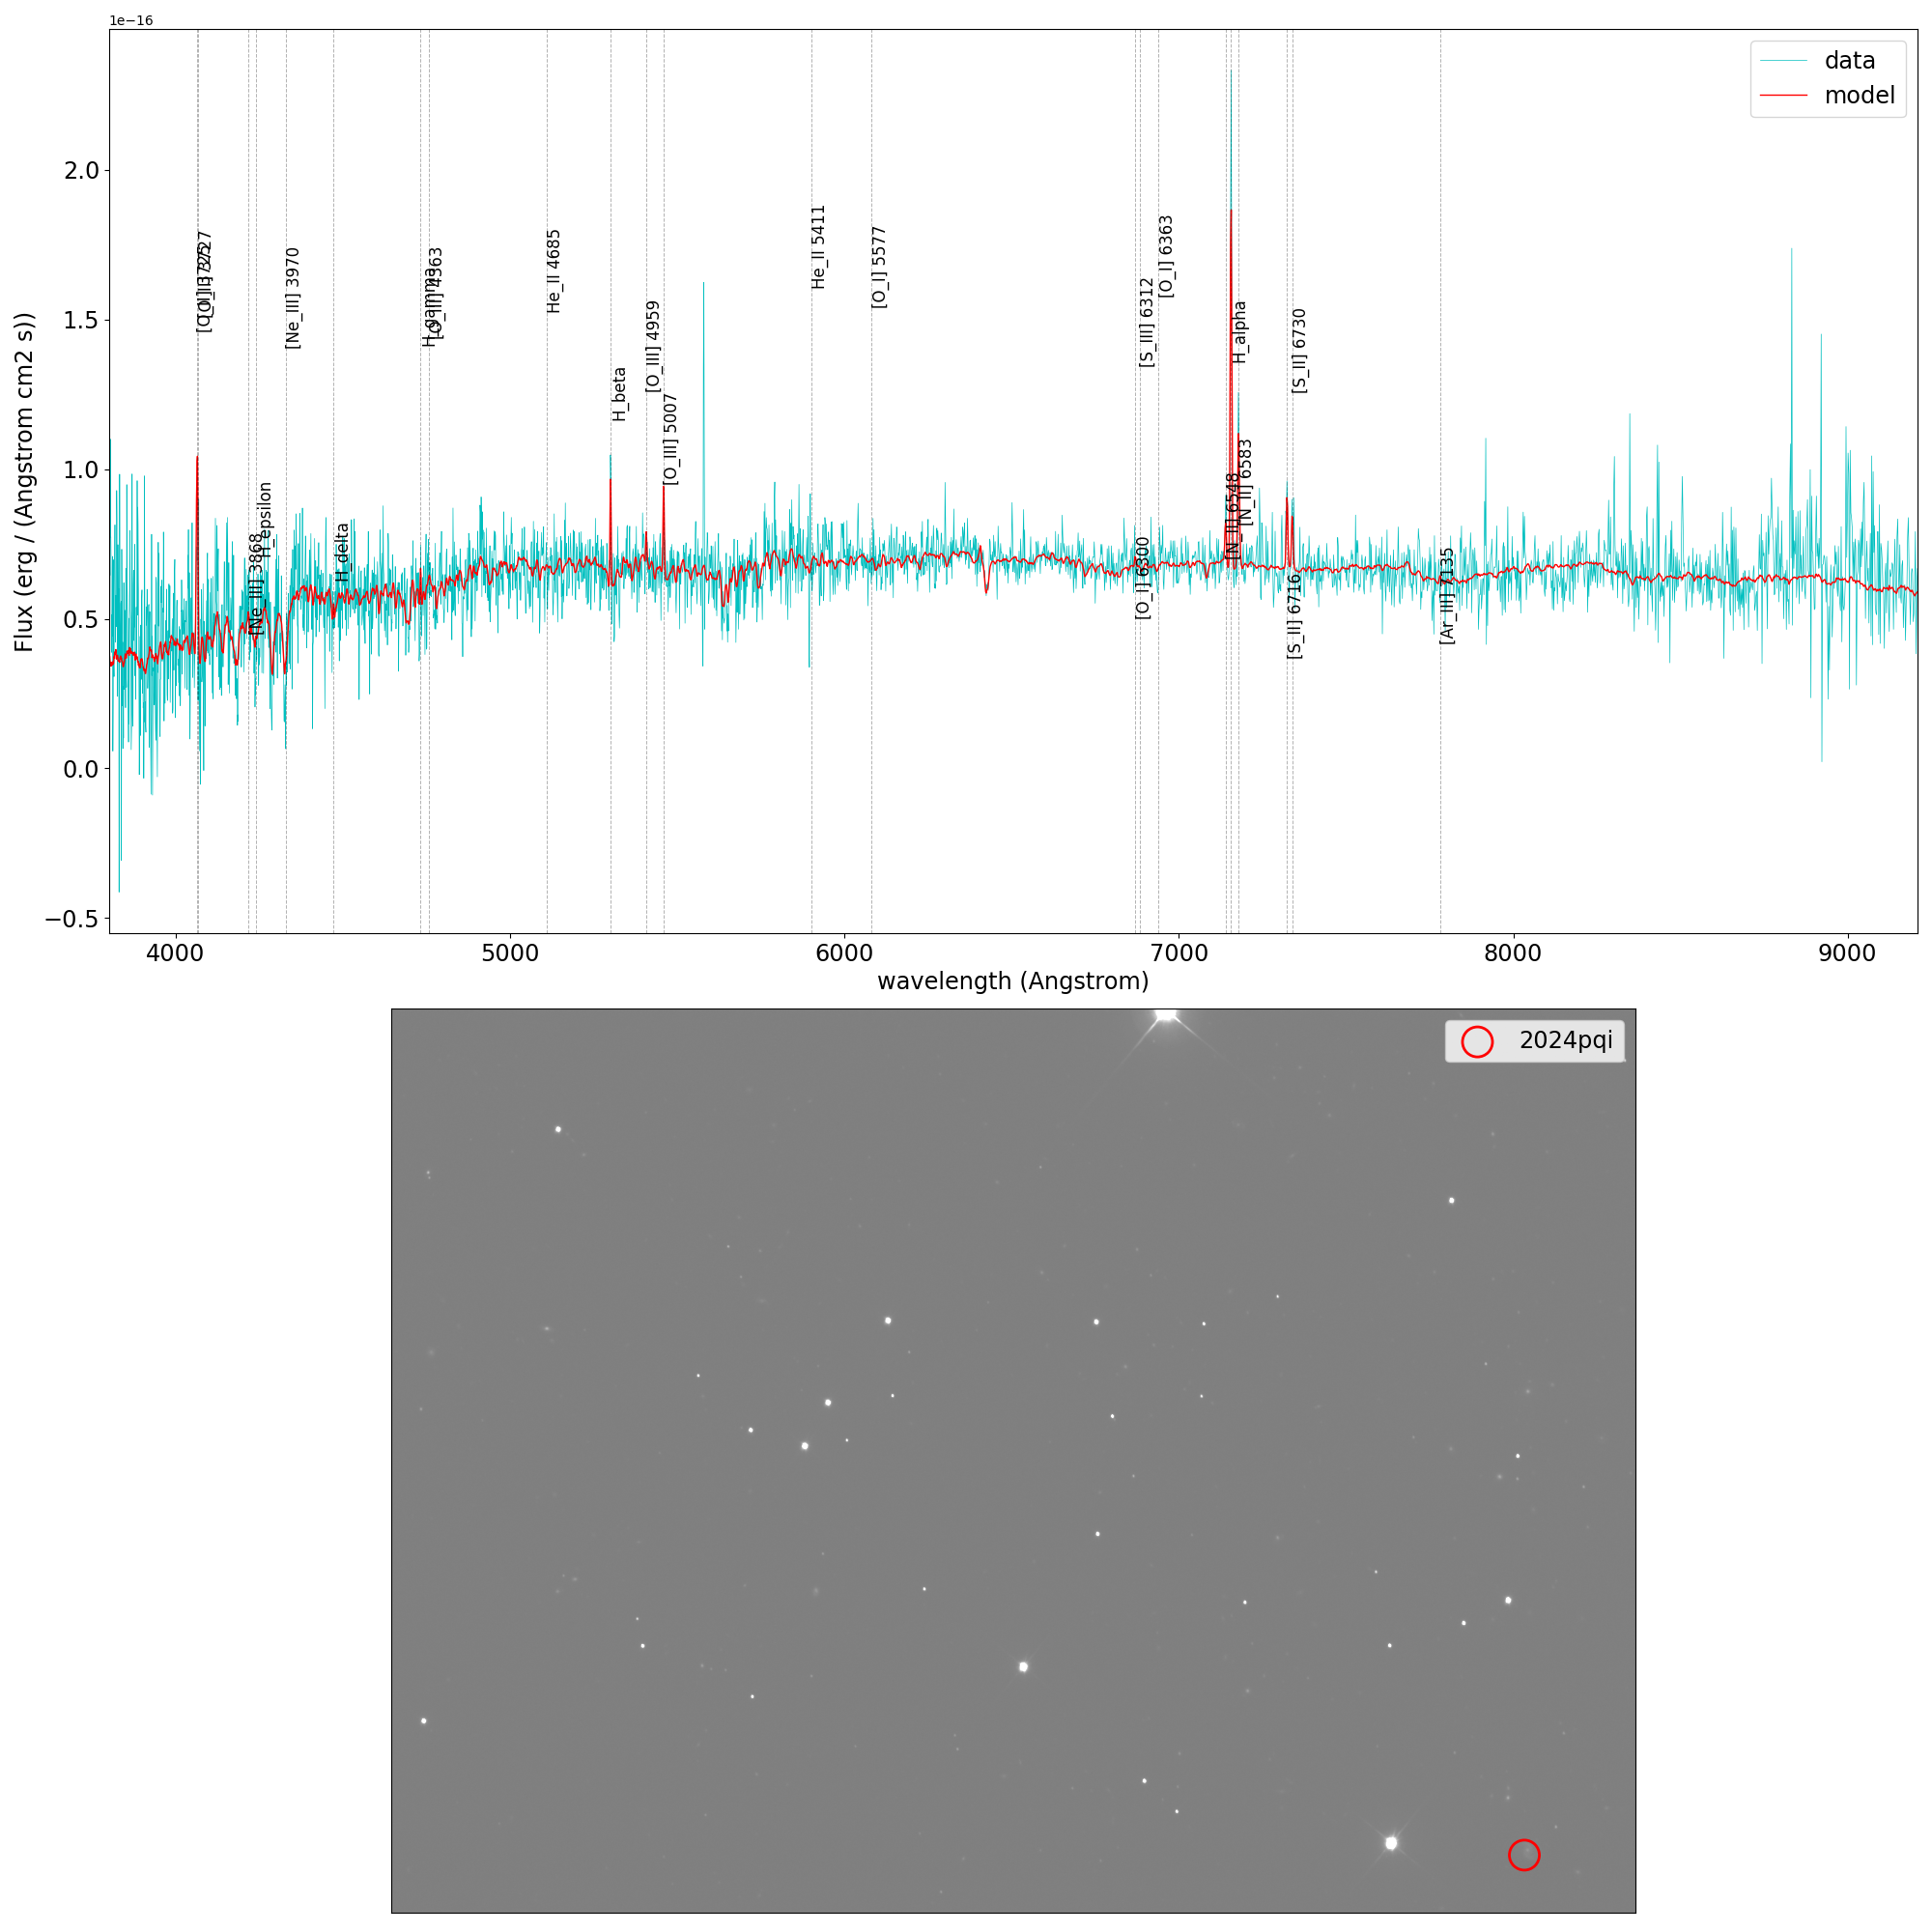 1e−16
data
model
2.0
1.5
1.0
0.5
0.0
−0.5
Flux (erg / (Angstrom cm2 s))
[Ne_III] 3868
H_epsilon
[Ne_III] 3970
H_delta
H_gamma
[O_III] 4363
He_II 4685
H_beta
[O_III] 4959
[O_III] 5007
He_II 5411
[O_I] 5577
[O_I] 6300
[S_III] 6312
[O_I] 6363
[N_II] 6548
H_alpha
[N_II] 6583
[S_II] 6716
[S_II] 6730
[Ar_III] 7135
4000 5000 6000 7000 8000 9000
wavelength (Angstrom)
2024pqi